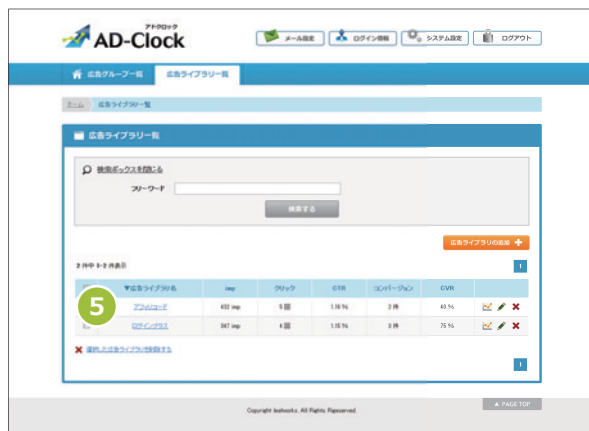 アドクロック
AD-Clock
メール設定
ログイン情報
システム設定
ログアウト
広告グループ一覧
広告ライブラリ一覧
ホーム
広告ライブラリ一覧
広告ライブラリ一覧
検索ボックスを閉じる
フリーワード
検索する
広告ライブラリの追加
2 件中 1-2 件表示
1
▼広告ライブラリ名 imp クリック CTR コンバージョン CVR
5
アフィリコード 432 imp 5 回 1.16 % 2 件 40 %
ログイングラス 347 imp 4 回 1.15 % 3 件 75 %
選択した広告ライブラリを削除する
1
▲ PAGE TOP
All Rights Reserved.